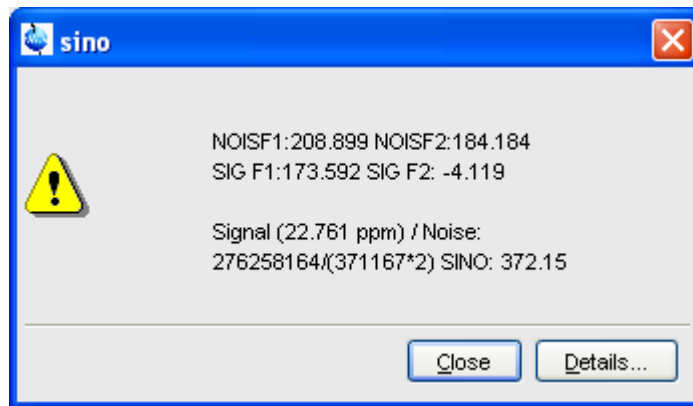 sino
NOISF1:208.899 NOISF2:184.184
SIG F1:173.592 SIG F2: -4.119
Signal (22.761 ppm) / Noise:
276258164/(371167*2) SINO: 372.15
Close
Details...